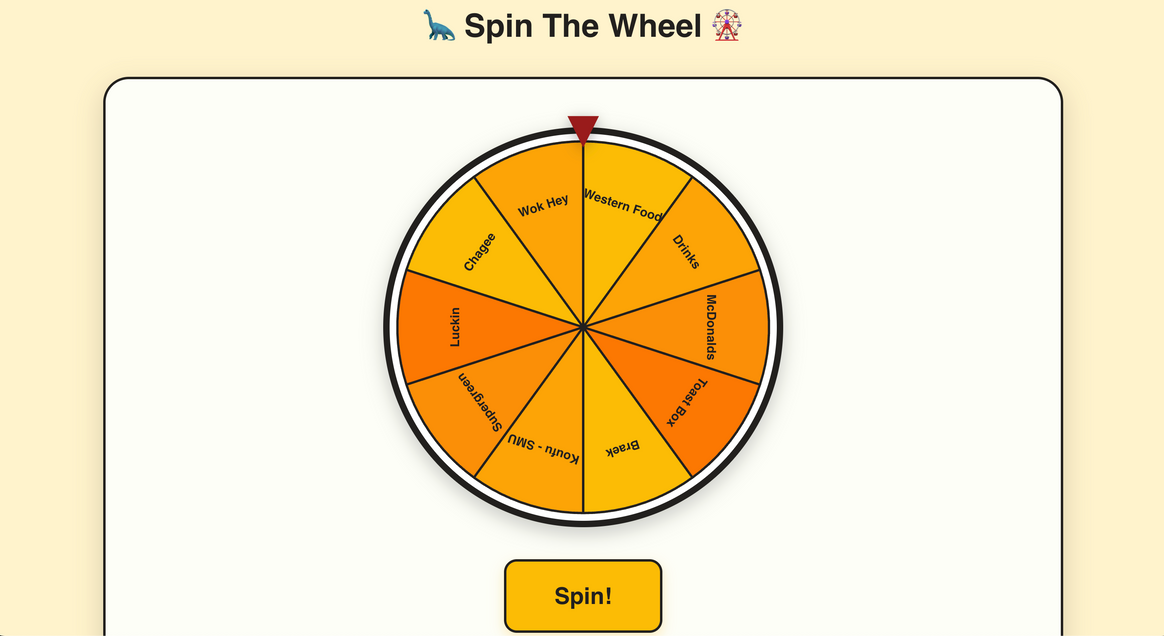 🦕 Spin The Wheel 🎡
Western Food
Drinks
McDonalds
Toast Box
Braek
Koufu - SMU
Supergreen
Luckin
Chagee
Wok Hey
Spin!